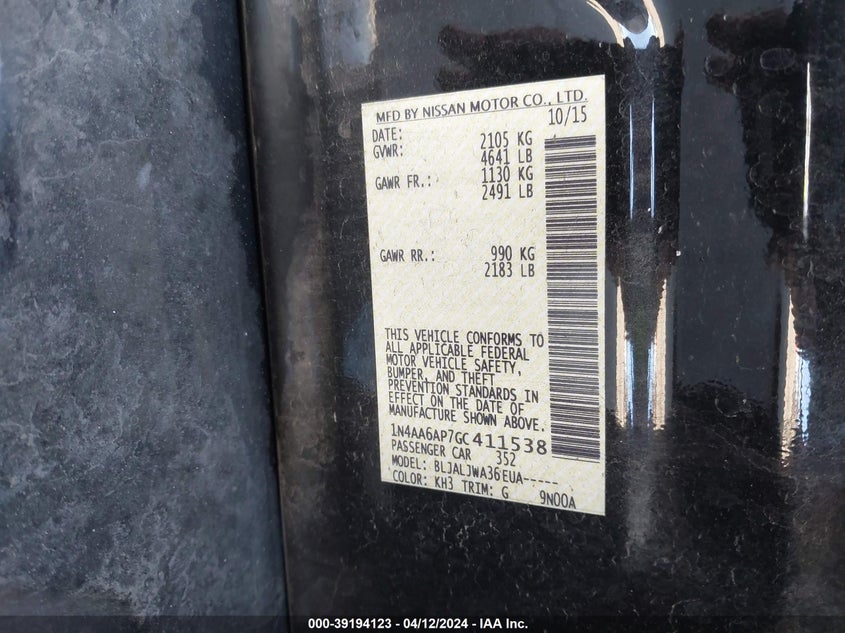 MFD BY NISSAN MOTOR CO., LTD.
DATE: 10/15
GVWR: 2105 KG
4641 LB
GAWR FR.: 1130 KG
2491 LB
GAWR RR.: 990 KG
2183 LB
THIS VEHICLE CONFORMS TO
ALL APPLICABLE FEDERAL
MOTOR VEHICLE SAFETY,
BUMPER, AND THEFT
PREVENTION STANDARDS IN
EFFECT ON THE DATE OF
MANUFACTURE SHOWN ABOVE.
1N4AA6AP7GC411538
PASSENGER CAR 352
MODEL: BLJALJWA36EUA-----
COLOR: KH3 TRIM: G 9N00A
000-39194123 - 04/12/2024 - IAA Inc.